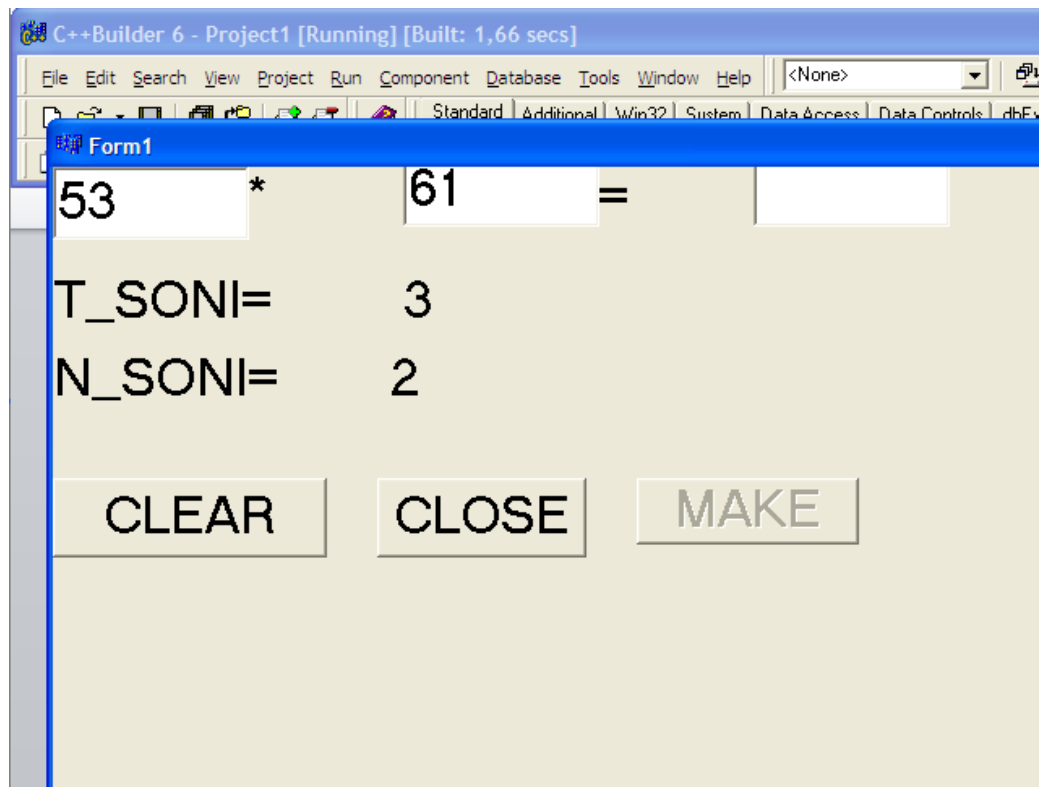 C++Builder 6 - Project1 [Running] [Built: 1,66 secs]
File Edit Search View Project Run Component Database Tools Window Help <None>
Standard Additional Win32 System Data Access Data Controls
Form1
53 * 61 =
T_SONI= 3
N_SONI= 2
CLEAR CLOSE MAKE